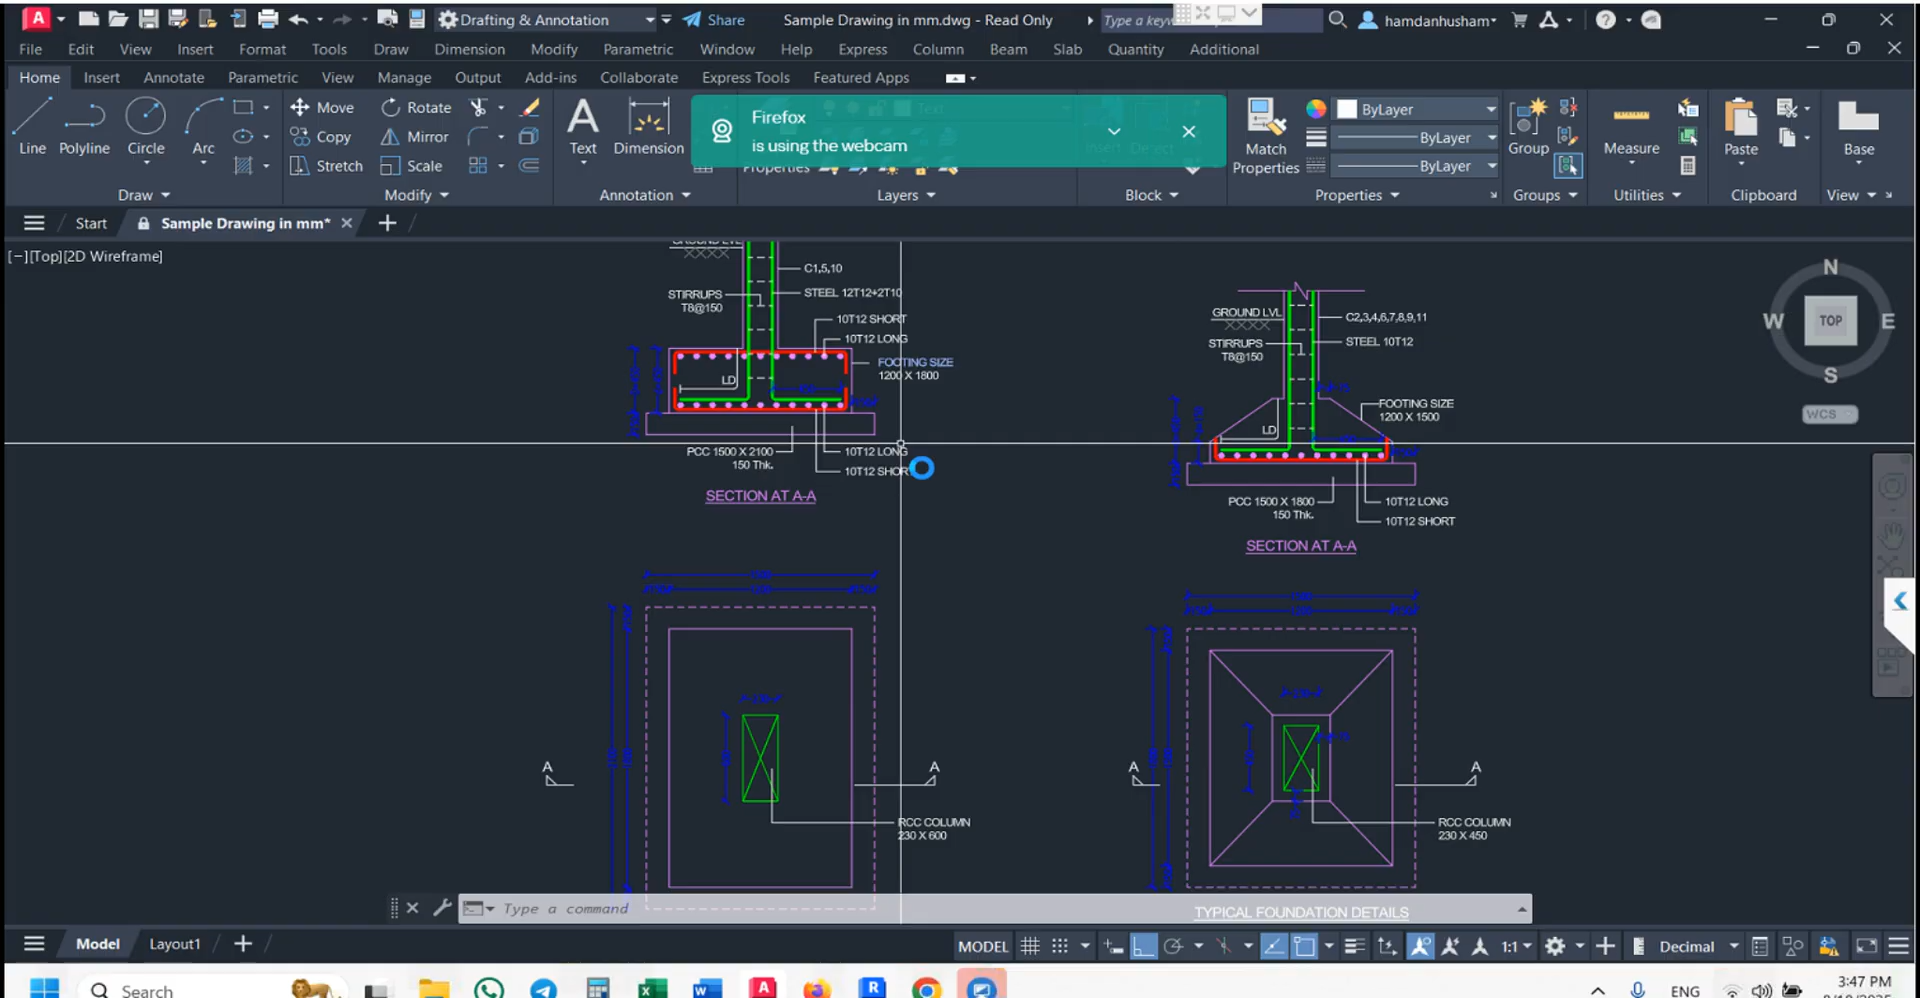 Drafting & Annotation
Share
Sample Drawing in mm.dwg - Read Only
Type a keyw
hamdanhusham
File Edit View Insert Format Tools Draw Dimension Modify Parametric Window Help Express Column Beam Slab Quantity Additional
Home Insert Annotate Parametric View Manage Output Add-ins Collaborate Express Tools Featured Apps
Line Polyline Circle Arc
Move Rotate
Copy Mirror
Stretch Scale
Text Dimension
Firefox
is using the webcam
Properties
Match
Properties
ByLayer
ByLayer
ByLayer
Group
Measure
Paste
Base
Draw Modify Annotation Layers Block Properties Groups Utilities Clipboard View
Start Sample Drawing in mm*
[−][Top][2D Wireframe]
N
W TOP E
S
WCS
GROUND LVL
C1,5,10
STEEL 12T12+2T10
STIRRUPS
T8@150
10T12 SHORT
10T12 LONG
FOOTING SIZE
1200 X 1800
LD
PCC 1500 X 2100
150 Thk.
10T12 LONG
10T12 SHOR
SECTION AT A-A
GROUND LVL
C2,3,4,6,7,8,9,11
STIRRUPS
T8@150
STEEL 10T12
FOOTING SIZE
1200 X 1500
LD
PCC 1500 X 1800
150 Thk.
10T12 LONG
10T12 SHORT
SECTION AT A-A
A A
RCC COLUMN
230 X 600
A A
RCC COLUMN
230 X 450
Type a command
TYPICAL FOUNDATION DETAILS
Model Layout1
MODEL
1:1
Decimal
Search
ENG
3:47 PM